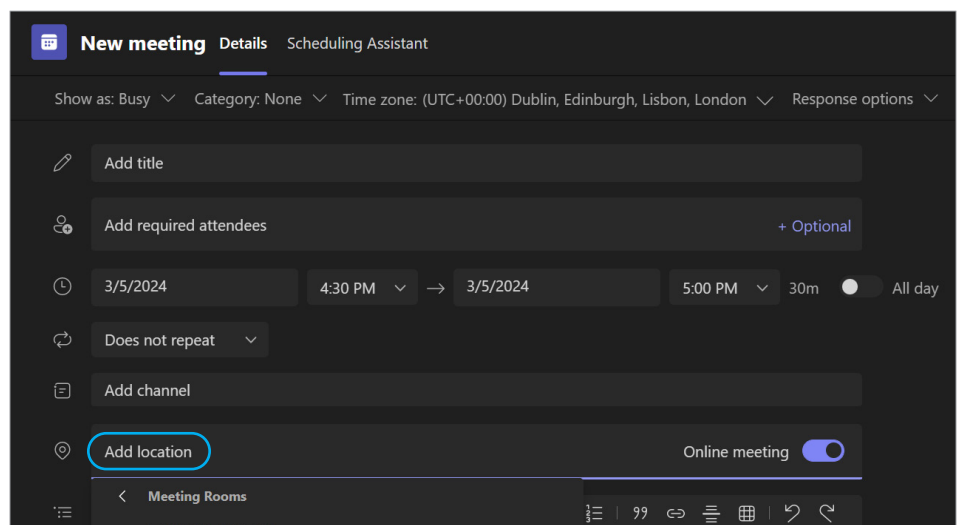 New meeting Details Scheduling Assistant
Show as: Busy Category: None Time zone: (UTC+00:00) Dublin, Edinburgh, Lisbon, London Response options
Add title
Add required attendees + Optional
3/5/2024 4:30 PM → 3/5/2024 5:00 PM 30m All day
Does not repeat
Add channel
Add location Online meeting
Meeting Rooms